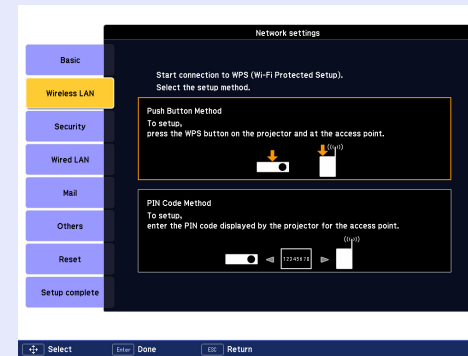 Network settings
Basic
Wireless LAN
Security
Wired LAN
Mail
Others
Reset
Setup complete
Start connection to WPS (Wi-Fi Protected Setup).
Select the setup method.
Push Button Method
To setup,
press the WPS button on the projector and at the access point.
PIN Code Method
To setup,
enter the PIN code displayed by the projector for the access point.
12345678
Select Enter Done ESC Return